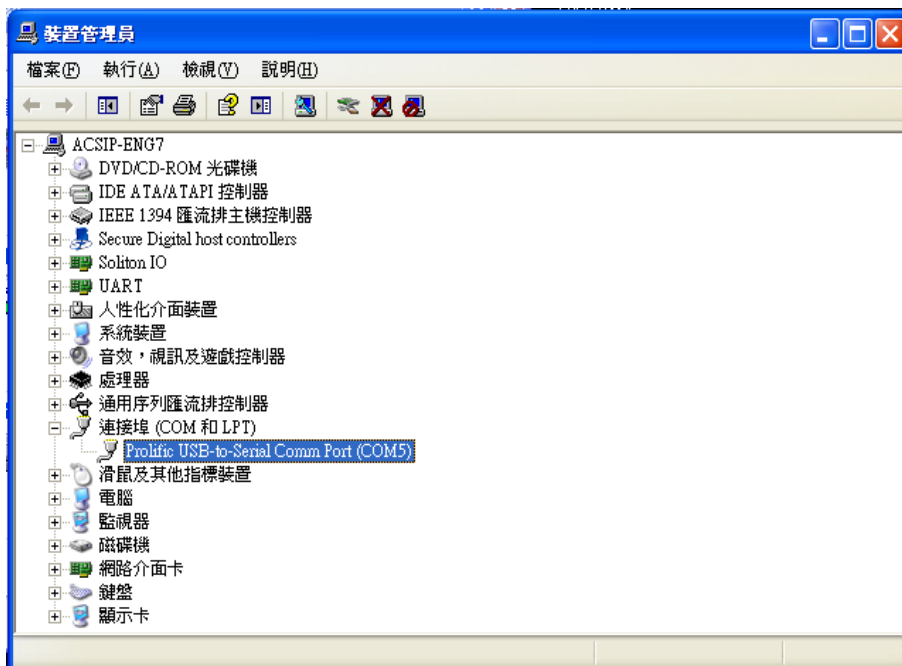 裝置管理員
檔案(F) 執行(A) 檢視(V) 說明(H)
ACSIP-ENG7
DVD/CD-ROM 光碟機
IDE ATA/ATAPI 控制器
IEEE 1394 匯流排主機控制器
Secure Digital host controllers
Soliton IO
UART
人性化介面裝置
系統裝置
音效，視訊及遊戲控制器
處理器
通用序列匯流排控制器
連接埠 (COM 和 LPT)
Prolific USB-to-Serial Comm Port (COM5)
滑鼠及其他指標裝置
電腦
監視器
磁碟機
網路介面卡
鍵盤
顯示卡